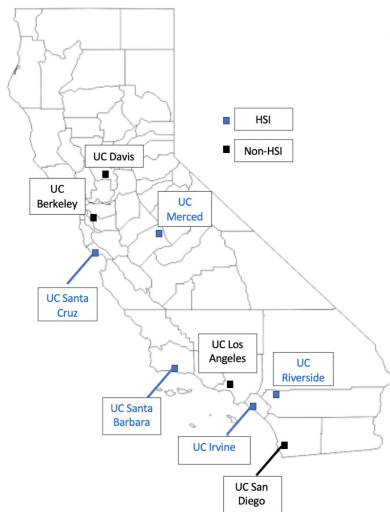 HSI
Non-HSI
UC Davis
UC
Berkeley
UC
Merced
UC Santa
Cruz
UC Los
Angeles
UC
Riverside
UC Santa
Barbara
UC Irvine
UC San
Diego